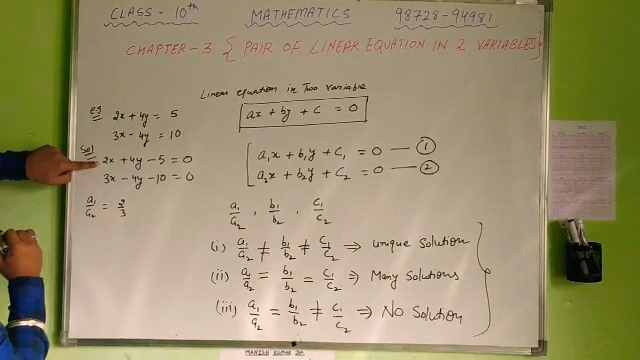 CLASS - 10th MATHEMATICS 98728-94981
CHAPTER-3 { PAIR OF LINEAR EQUATION IN 2 VARIABLES }
Linear equation in Two variable
ax + by + c = 0
eg 2x + 4y = 5
3x - 4y = 10
Sol 2x + 4y - 5 = 0
3x - 4y - 10 = 0
a₁/a₂ = 2/3
a₁x + b₁y + c₁ = 0 — ①
a₂x + b₂y + c₂ = 0 — ②
a₁/a₂ , b₁/b₂ , c₁/c₂
(i) a₁/a₂ ≠ b₁/b₂ ≠ c₁/c₂ ⇒ unique solution
(ii) a₁/a₂ = b₁/b₂ = c₁/c₂ ⇒ Many solutions
(iii) a₁/a₂ = b₁/b₂ ≠ c₁/c₂ ⇒ No Solution